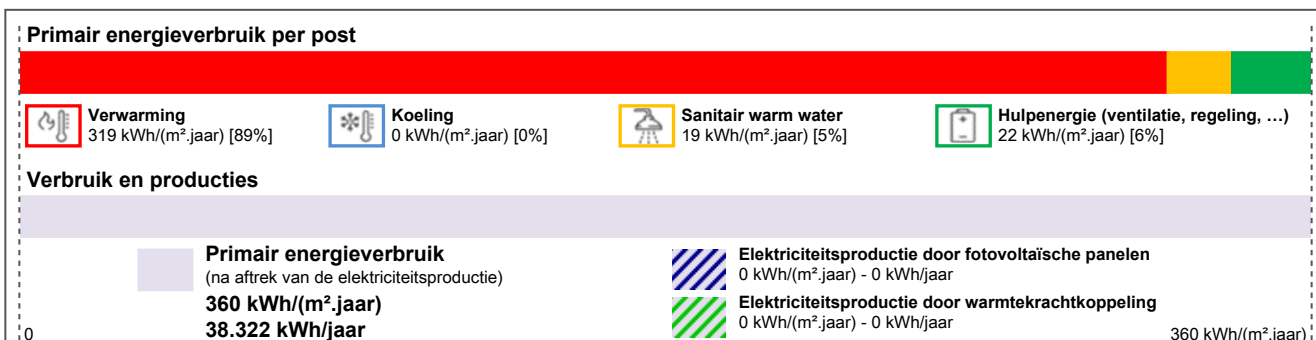 Primair energieverbruik per post
Verwarming
319 kWh/(m².jaar) [89%]
Koeling
0 kWh/(m².jaar) [0%]
Sanitair warm water
19 kWh/(m².jaar) [5%]
Hulpenergie (ventilatie, regeling, …)
22 kWh/(m².jaar) [6%]
Verbruik en producties
Primair energieverbruik
(na aftrek van de elektriciteitsproductie)
360 kWh/(m².jaar)
38.322 kWh/jaar
Elektriciteitsproductie door fotovoltaïsche panelen
0 kWh/(m².jaar) - 0 kWh/jaar
Elektriciteitsproductie door warmtekrachtkoppeling
0 kWh/(m².jaar) - 0 kWh/jaar
0
360 kWh/(m².jaar)